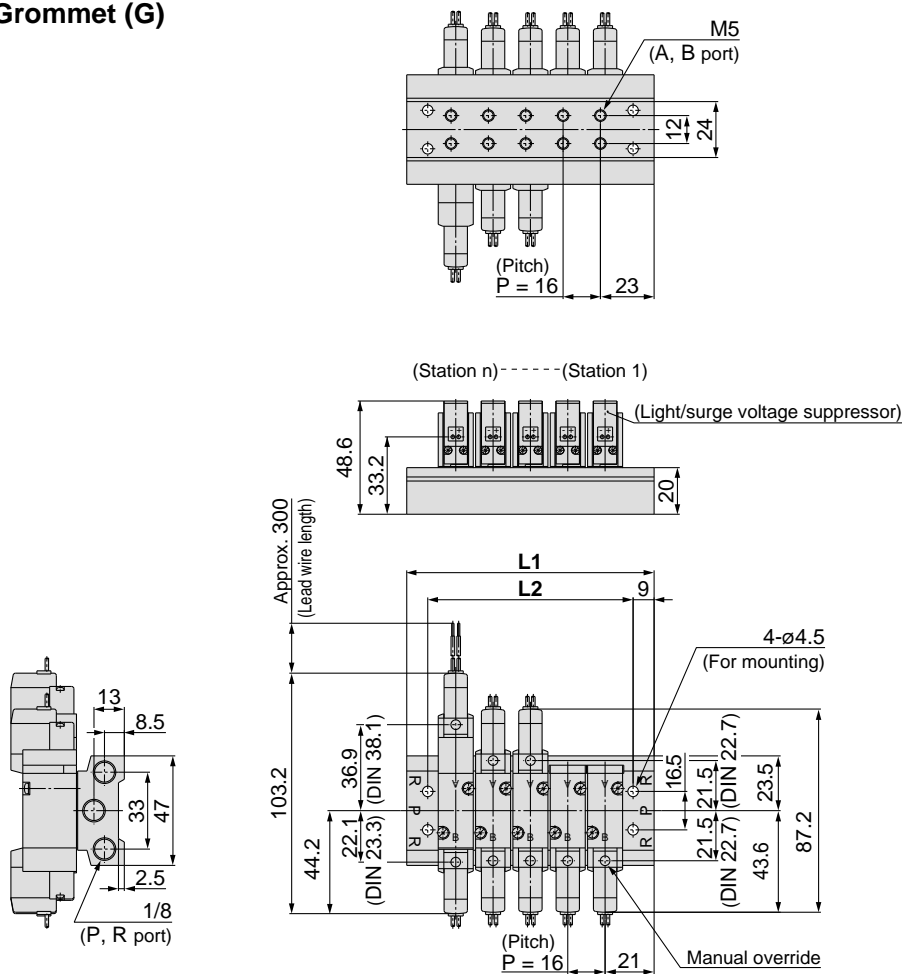 Grommet (G)
M5
(A, B port)
12
24
(Pitch)
P = 16
23
(Station n)
(Station 1)
(Light/surge voltage suppressor)
48.6
33.2
20
Approx. 300
(Lead wire length)
L1
L2
9
4-ø4.5
(For mounting)
13
8.5
33
47
2.5
1/8
(P, R port)
103.2
44.2
36.9
(DIN 38.1)
22.1
(DIN 23.3)
R
P
R
A
A
A
A
A
B
B
B
B
B
R
P
R
16.5
21.5
(DIN 22.7)
23.5
21.5
(DIN 22.7)
43.6
87.2
(Pitch)
P = 16
21
Manual override